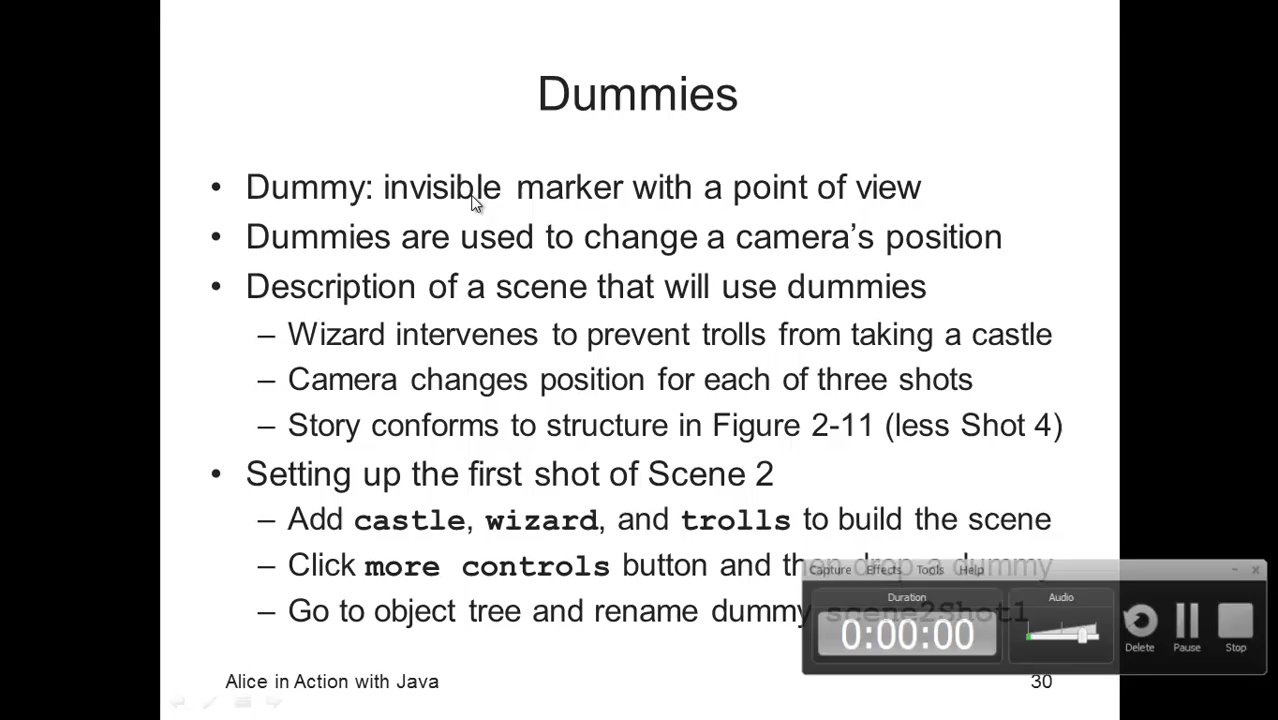 Dummies
• Dummy: invisible marker with a point of view
• Dummies are used to change a camera’s position
• Description of a scene that will use dummies
– Wizard intervenes to prevent trolls from taking a castle
– Camera changes position for each of three shots
– Story conforms to structure in Figure 2-11 (less Shot 4)
• Setting up the first shot of Scene 2
– Add castle, wizard, and trolls to build the scene
– Click more controls button and then drop a dummy
– Go to object tree and rename dummy scene2Shot1
Capture Effects Tools Help
Duration Audio
0:00:00
Delete Pause Stop
Alice in Action with Java 30